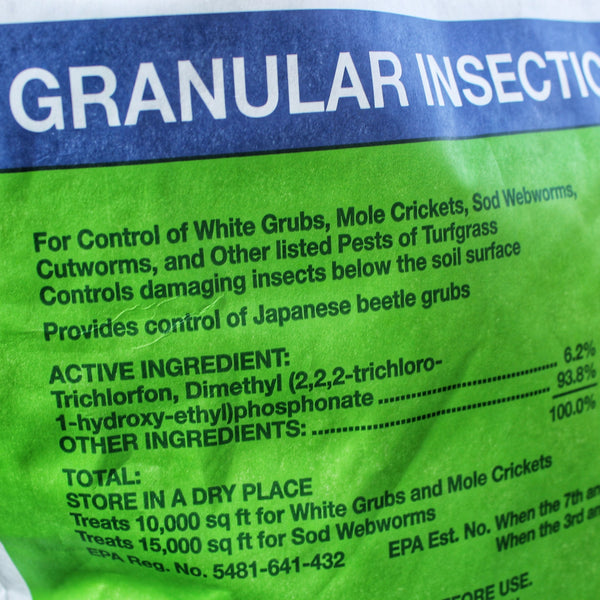 GRANULAR INSECTIC
For Control of White Grubs, Mole Crickets, Sod Webworms,
Cutworms, and Other listed Pests of Turfgrass
Controls damaging insects below the soil surface
Provides control of Japanese beetle grubs
ACTIVE INGREDIENT:
Trichlorfon, Dimethyl (2,2,2-trichloro-
1-hydroxy-ethyl)phosphonate .......................... 6.2%
OTHER INGREDIENTS: .................................... 93.8%
TOTAL: 100.0%
STORE IN A DRY PLACE
Treats 10,000 sq ft for White Grubs and Mole Crickets
Treats 15,000 sq ft for Sod Webworms
EPA Reg. No. 5481-641-432 EPA Est. No. When the 7th an
When the 3rd an
EFORE USE.